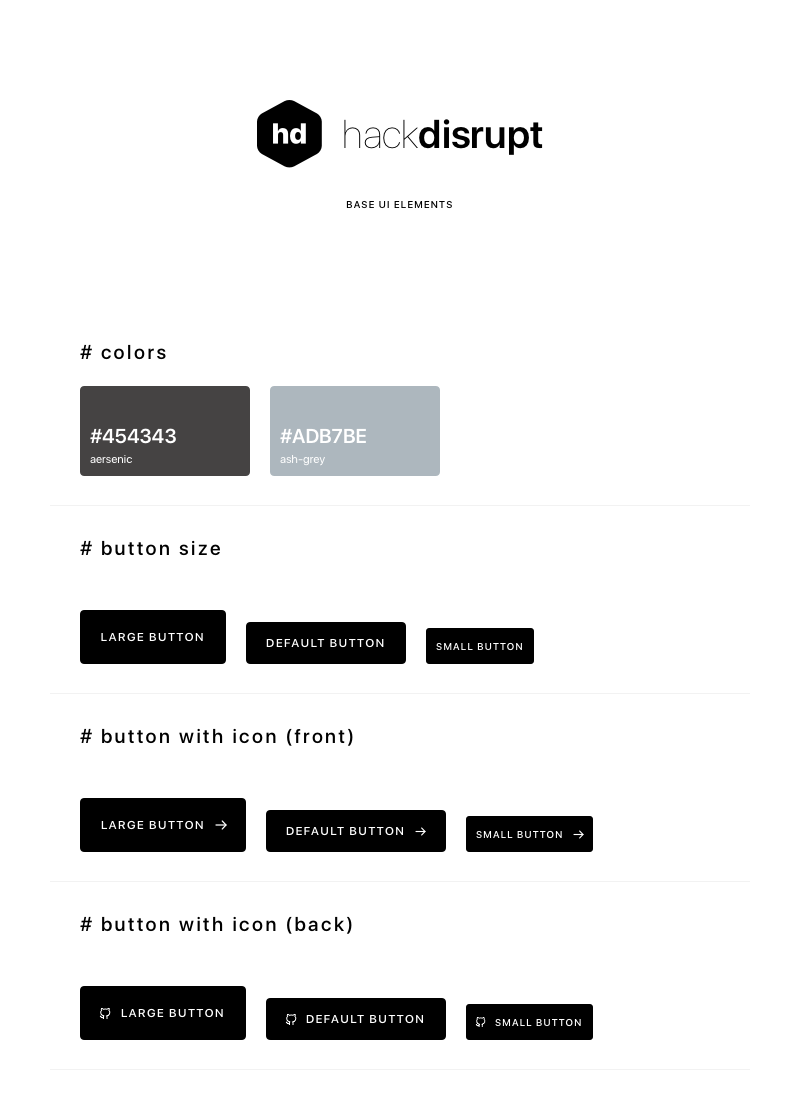 hd hackdisrupt
BASE UI ELEMENTS
# colors
#454343
aersenic
#ADB7BE
ash-grey
# button size
LARGE BUTTON
DEFAULT BUTTON
SMALL BUTTON
# button with icon (front)
LARGE BUTTON
DEFAULT BUTTON
SMALL BUTTON
# button with icon (back)
LARGE BUTTON
DEFAULT BUTTON
SMALL BUTTON